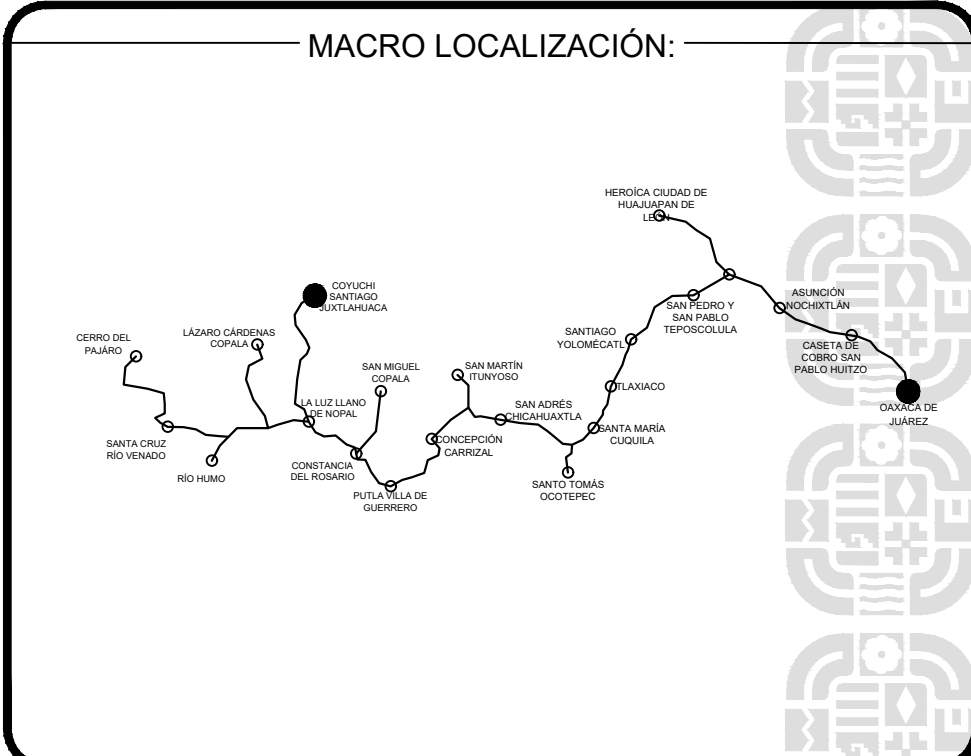 MACRO LOCALIZACIÓN:
HEROÍCA CIUDAD DE
HUAJUAPAN DE
LEÓN
COYUCHI
SANTIAGO
JUXTLAHUACA
ASUNCIÓN
NOCHIXTLÁN
SAN PEDRO Y
SAN PABLO
TEPOSCOLULA
CERRO DEL
PAJÁRO
LÁZARO CÁRDENAS
COPALA
SANTIAGO
YOLOMÉCATL
CASETA DE
COBRO SAN
PABLO HUITZO
SAN MIGUEL
COPALA
SAN MARTÍN
ITUNYOSO
TLAXIACO
LA LUZ LLANO
DE NOPAL
SAN ADRÉS
CHICAHUAXTLA
OAXACA DE
JUÁREZ
SANTA MARÍA
CUQUILA
SANTA CRUZ
RÍO VENADO
CONCEPCIÓN
CARRIZAL
CONSTANCIA
DEL ROSARIO
RÍO HUMO
SANTO TOMÁS
OCOTEPEC
PUTLA VILLA DE
GUERRERO